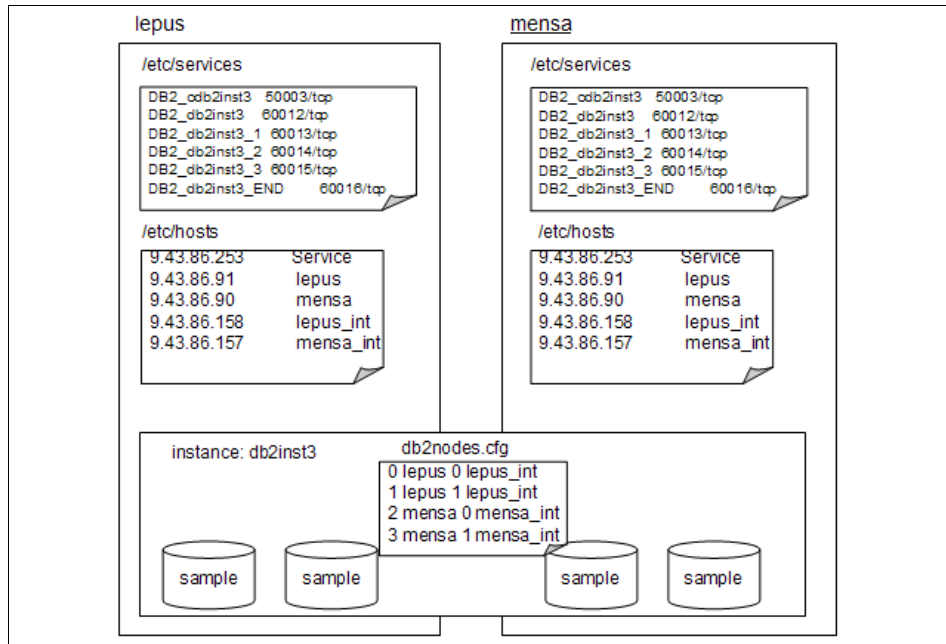 lepus
/etc/services
DB2_cdb2inst3 50003/tcp
DB2_db2inst3 60012/tcp
DB2_db2inst3_1 60013/tcp
DB2_db2inst3_2 60014/tcp
DB2_db2inst3_3 60015/tcp
DB2_db2inst3_END 60016/tcp
/etc/hosts
9.43.86.253 Service
9.43.86.91 lepus
9.43.86.90 mensa
9.43.86.158 lepus_int
9.43.86.157 mensa_int
mensa
/etc/services
DB2_cdb2inst3 50003/tcp
DB2_db2inst3 60012/tcp
DB2_db2inst3_1 60013/tcp
DB2_db2inst3_2 60014/tcp
DB2_db2inst3_3 60015/tcp
DB2_db2inst3_END 60016/tcp
/etc/hosts
9.43.86.253 Service
9.43.86.91 lepus
9.43.86.90 mensa
9.43.86.158 lepus_int
9.43.86.157 mensa_int
instance: db2inst3
db2nodes.cfg
0 lepus 0 lepus_int
1 lepus 1 lepus_int
2 mensa 0 mensa_int
3 mensa 1 mensa_int
sample
sample
sample
sample